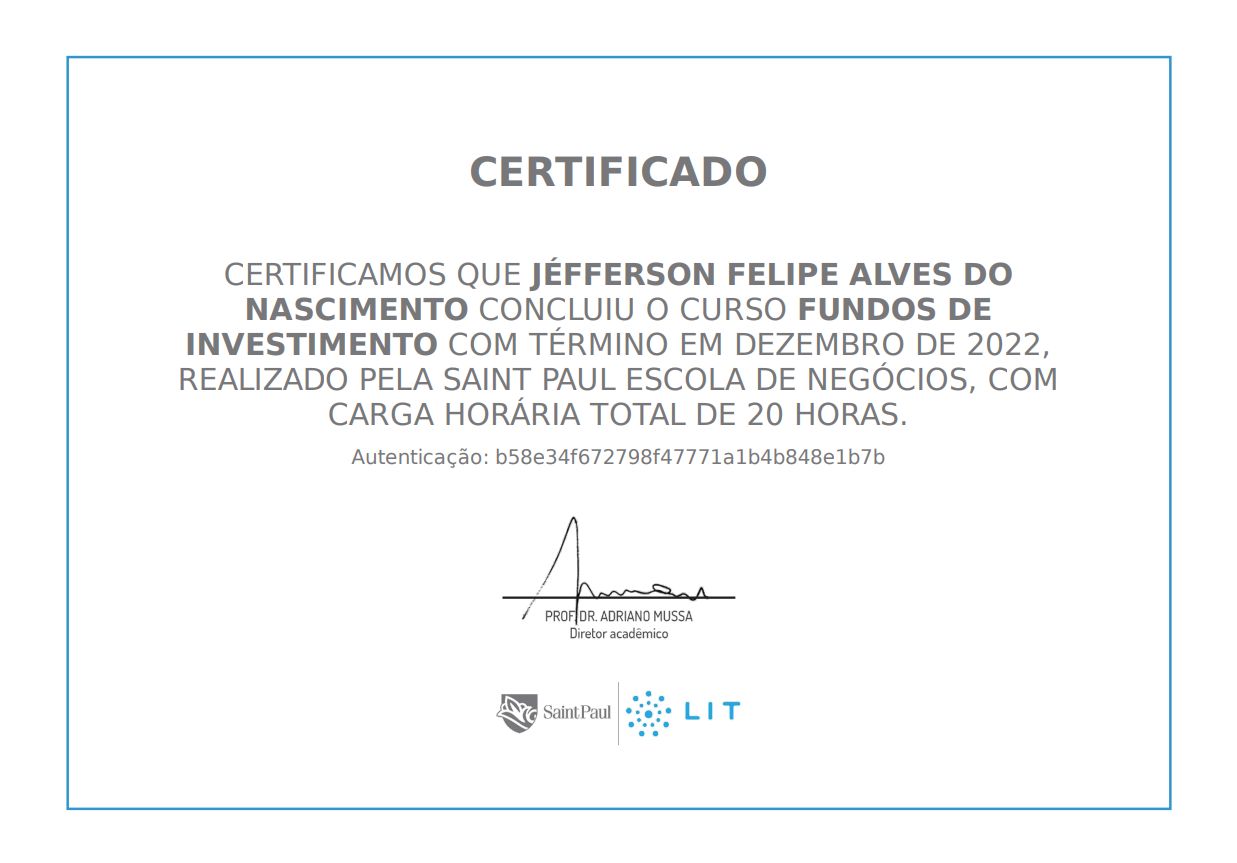 CERTIFICADO
CERTIFICAMOS QUE JÉFFERSON FELIPE ALVES DO
NASCIMENTO CONCLUIU O CURSO FUNDOS DE
INVESTIMENTO COM TÉRMINO EM DEZEMBRO DE 2022,
REALIZADO PELA SAINT PAUL ESCOLA DE NEGÓCIOS, COM
CARGA HORÁRIA TOTAL DE 20 HORAS.
Autenticação: b58e34f672798f47771a1b4b848e1b7b
PROF. DR. ADRIANO MUSSA
Diretor acadêmico
SaintPaul LIT